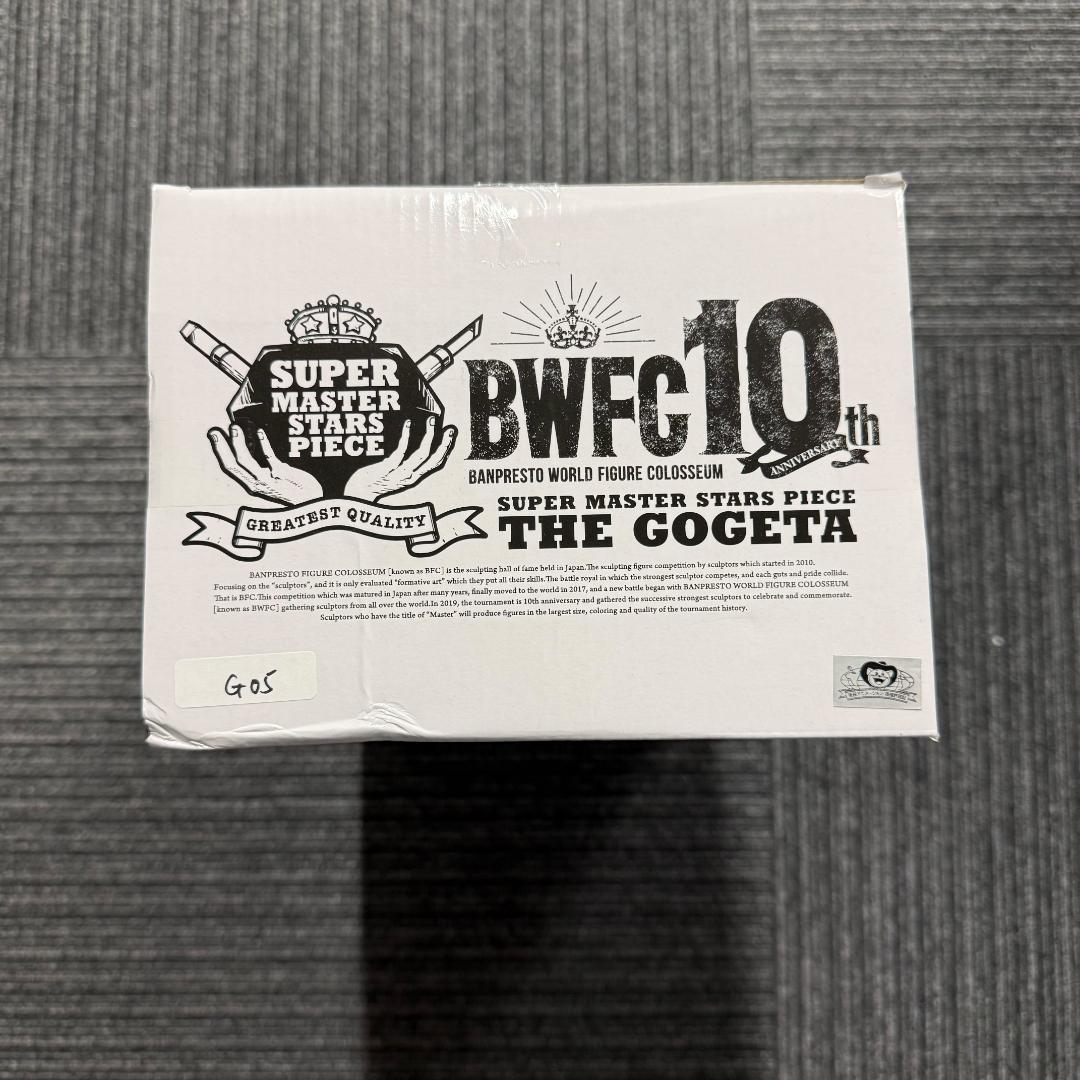 SUPER
MASTER
STARS
PIECE
GREATEST QUALITY
BWFC 10th
ANNIVERSARY
BANPRESTO WORLD FIGURE COLOSSEUM
SUPER MASTER STARS PIECE
THE GOGETA
BANPRESTO FIGURE COLOSSEUM [known as BFC] is the sculpting hall of fame held in Japan.The sculpting figure competition by sculptors which started in 2010.
Focusing on the "sculptors", and it is only evaluated "formative art" which they put all their skills.The battle royal in which the strongest sculptor competes, and each guts and pride collide.
That is BFC.This competition which was matured in Japan after many years, finally moved to the world in 2017, and a new battle began with BANPRESTO WORLD FIGURE COLOSSEUM
[known as BWFC] gathering sculptors from all over the world.In 2019, the tournament is 10th anniversary and gathered the successive strongest sculptors to celebrate and commemorate.
Sculptors who have the title of "Master" will produce figures in the largest size, coloring and quality of the tournament history.
G05